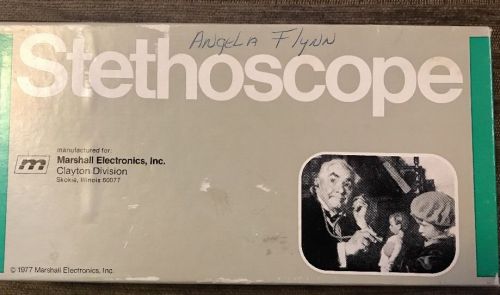 Angela Flynn
Stethoscope
manufactured for:
m
Marshall Electronics, Inc.
Clayton Division
Skokie, Illinois 60077
© 1977 Marshall Electronics, Inc.